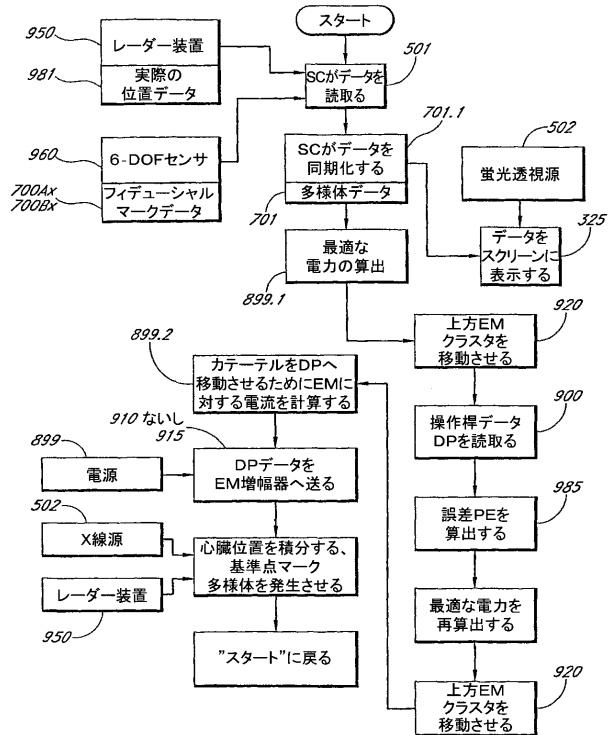 スタート
950
レーダー装置
981
実際の
位置データ
501
SCがデータを
読取る
960
6-DOFセンサ
700Ax
700Bx
フィデューシャル
マークデータ
701.1
SCがデータを
同期化する
701
多様体データ
502
蛍光透視源
325
データを
スクリーンに
表示する
最適な
電力の算出
899.1
920
上方EM
クラスタを
移動させる
900
操作桿データ
DPを読取る
985
誤差PEを
算出する
最適な電力を
再算出する
920
上方EM
クラスタを
移動させる
899.2
カテーテルをDPへ
移動させるためにEMに
対する電流を計算する
910 ないし
915
899
電源
DPデータを
EM増幅器へ送る
502
X線源
レーダー装置
950
心臓位置を積分する、
基準点マーク
多様体を発生させる
"スタート"に戻る